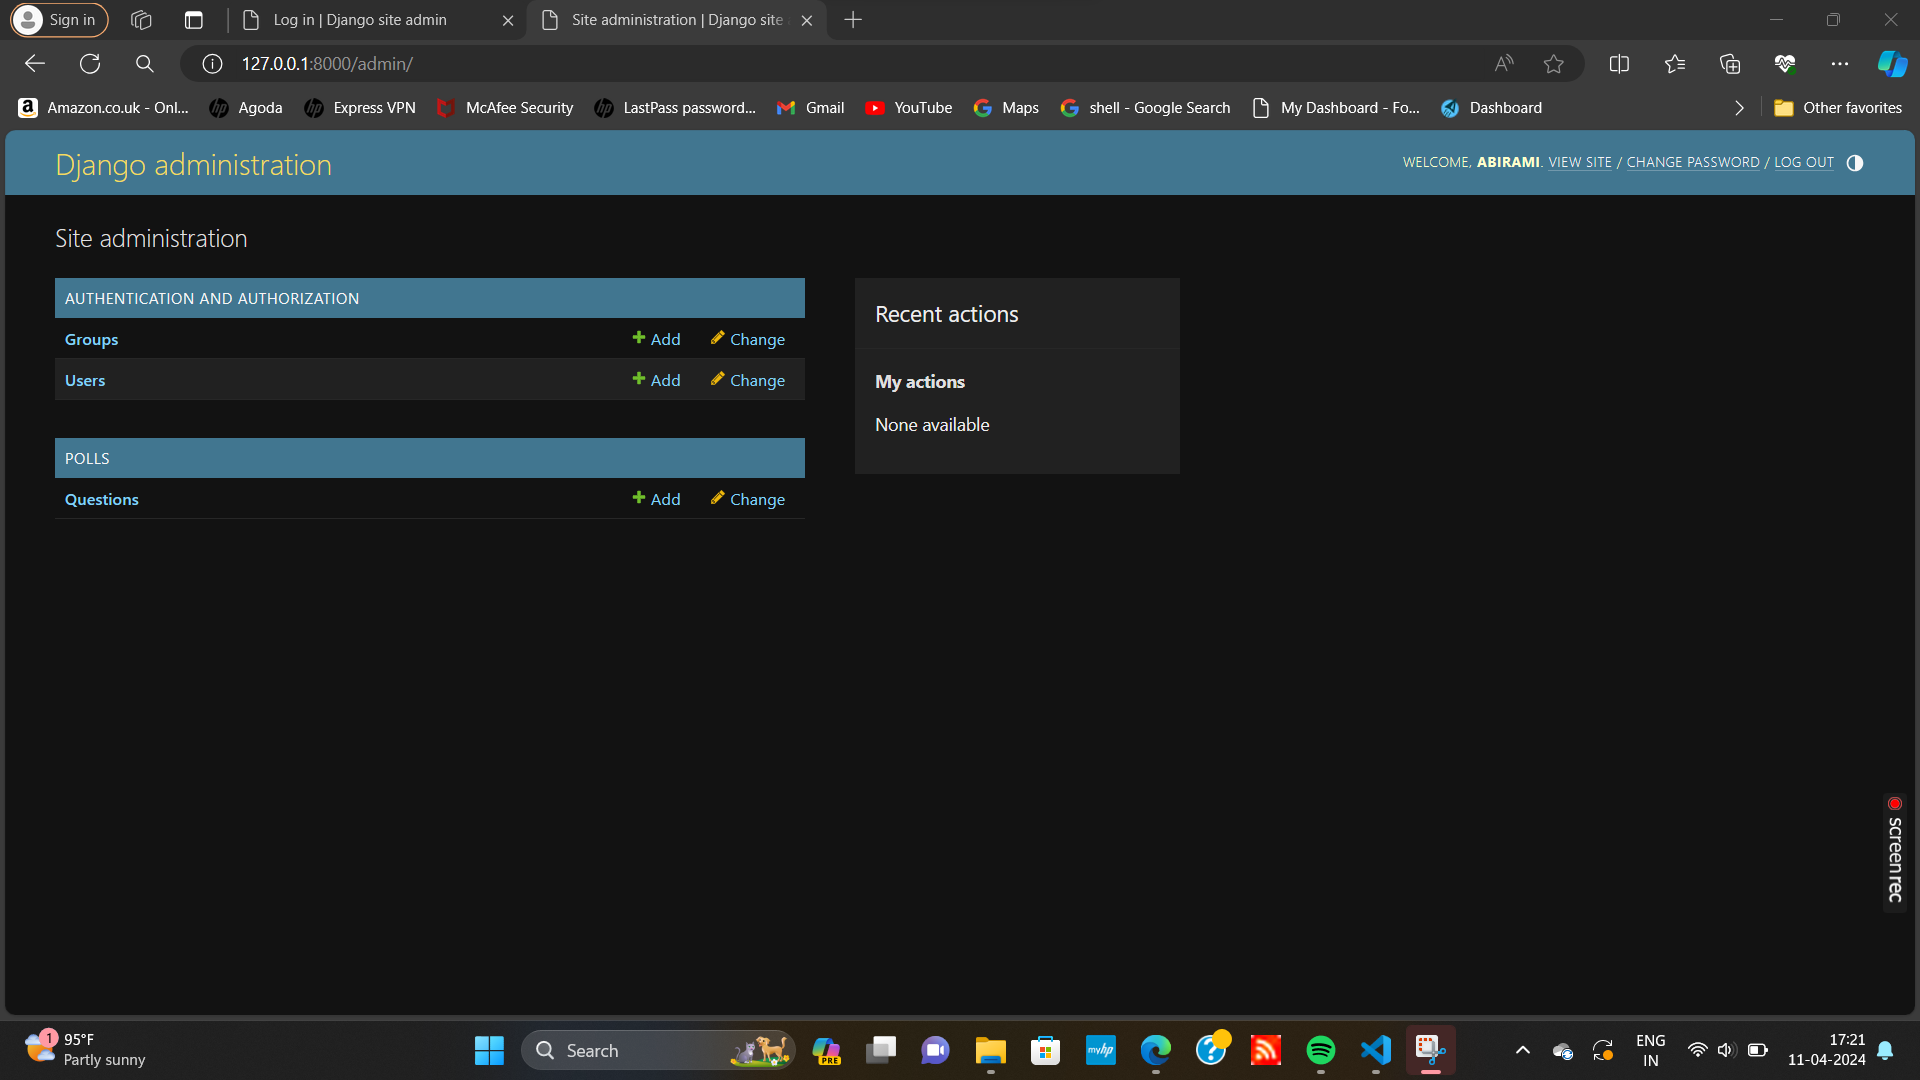 Sign in
Log in | Django site admin
Site administration | Django site
127.0.0.1:8000/admin/
Amazon.co.uk - Onl...
Agoda
Express VPN
McAfee Security
LastPass password...
Gmail
YouTube
Maps
shell - Google Search
My Dashboard - Fo...
Dashboard
Other favorites
Django administration
WELCOME, ABIRAMI. VIEW SITE / CHANGE PASSWORD / LOG OUT
Site administration
AUTHENTICATION AND AUTHORIZATION
Groups Add Change
Users Add Change
POLLS
Questions Add Change
Recent actions
My actions
None available
screenrec
1
95°F
Partly sunny
Search
PRE
myhp
ENG
IN
17:21
11-04-2024